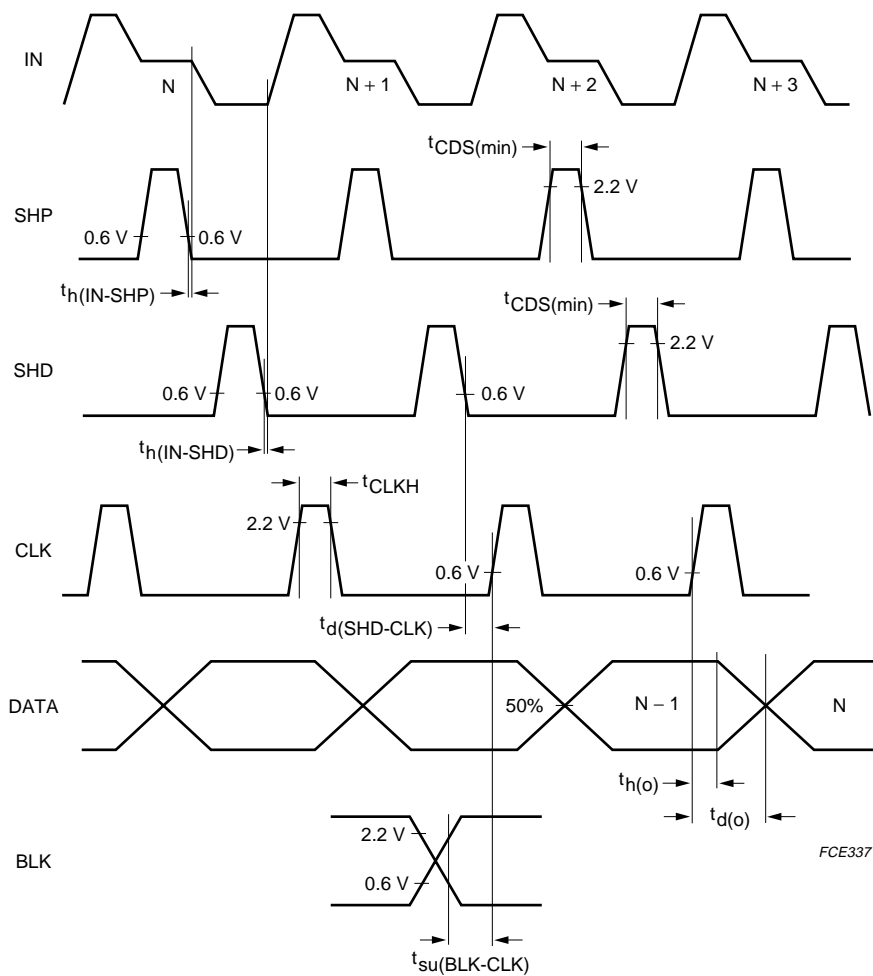 IN
N
N + 1
N + 2
N + 3
tCDS(min)
2.2 V
SHP
0.6 V
0.6 V
th(IN-SHP)
tCDS(min)
2.2 V
SHD
0.6 V
0.6 V
0.6 V
th(IN-SHD)
tCLKH
2.2 V
CLK
0.6 V
0.6 V
td(SHD-CLK)
DATA
50%
N − 1
N
th(o)
td(o)
2.2 V
BLK
0.6 V
FCE337
tsu(BLK-CLK)